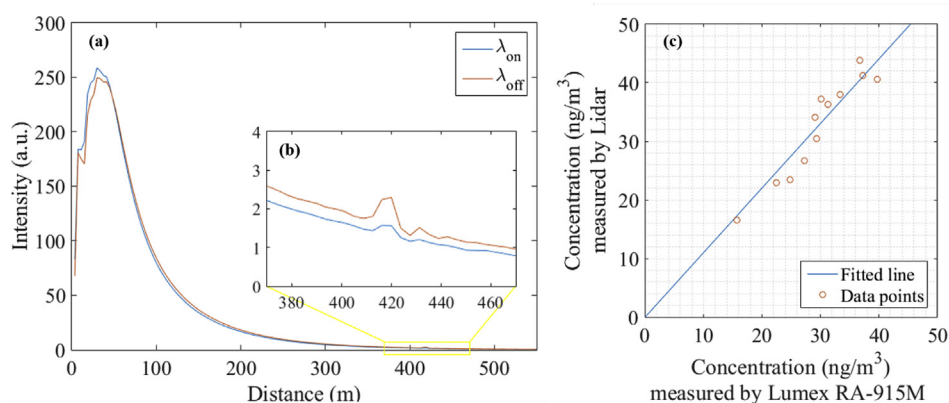 (a)
λon
λoff
Intensity (a.u.)
300
250
200
150
100
50
0
0 100 200 300 400 500
Distance (m)
(b)
4
3
2
1
0
380 400 420 440 460
(c)
Concentration (ng/m³)
measured by Lidar
50
40
30
20
10
0
Fitted line
Data points
0 10 20 30 40 50
Concentration (ng/m³)
measured by Lumex RA-915M